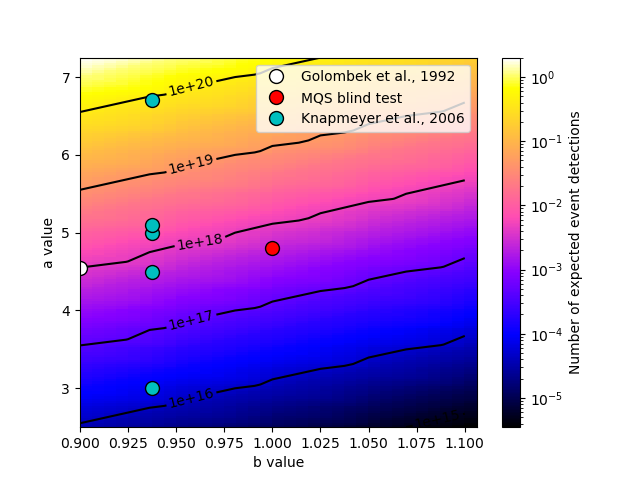 Golombek et al., 1992
MQS blind test
Knapmeyer et al., 2006
1e+20
1e+19
1e+18
1e+17
1e+16
a value
7
6
5
4
3
0.900 0.925 0.950 0.975 1.000 1.025 1.050 1.075 1.100
b value
10⁰
10⁻¹
10⁻²
10⁻³
10⁻⁴
10⁻⁵
Number of expected event detections